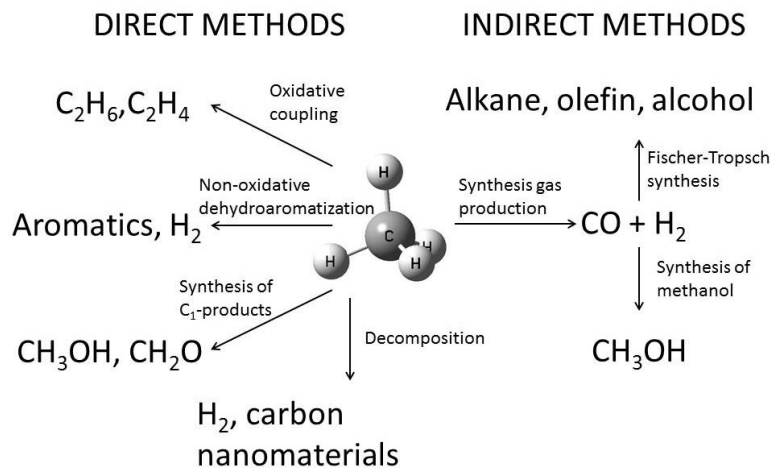 DIRECT METHODS
INDIRECT METHODS
C₂H₆,C₂H₄
Oxidative
coupling
Non-oxidative
dehydroaromatization
Aromatics, H₂
Synthesis of
C₁-products
CH₃OH, CH₂O
Decomposition
H₂, carbon
nanomaterials
H
C
H
H
H
Synthesis gas
production
CO + H₂
Fischer-Tropsch
synthesis
Alkane, olefin, alcohol
Synthesis of
methanol
CH₃OH